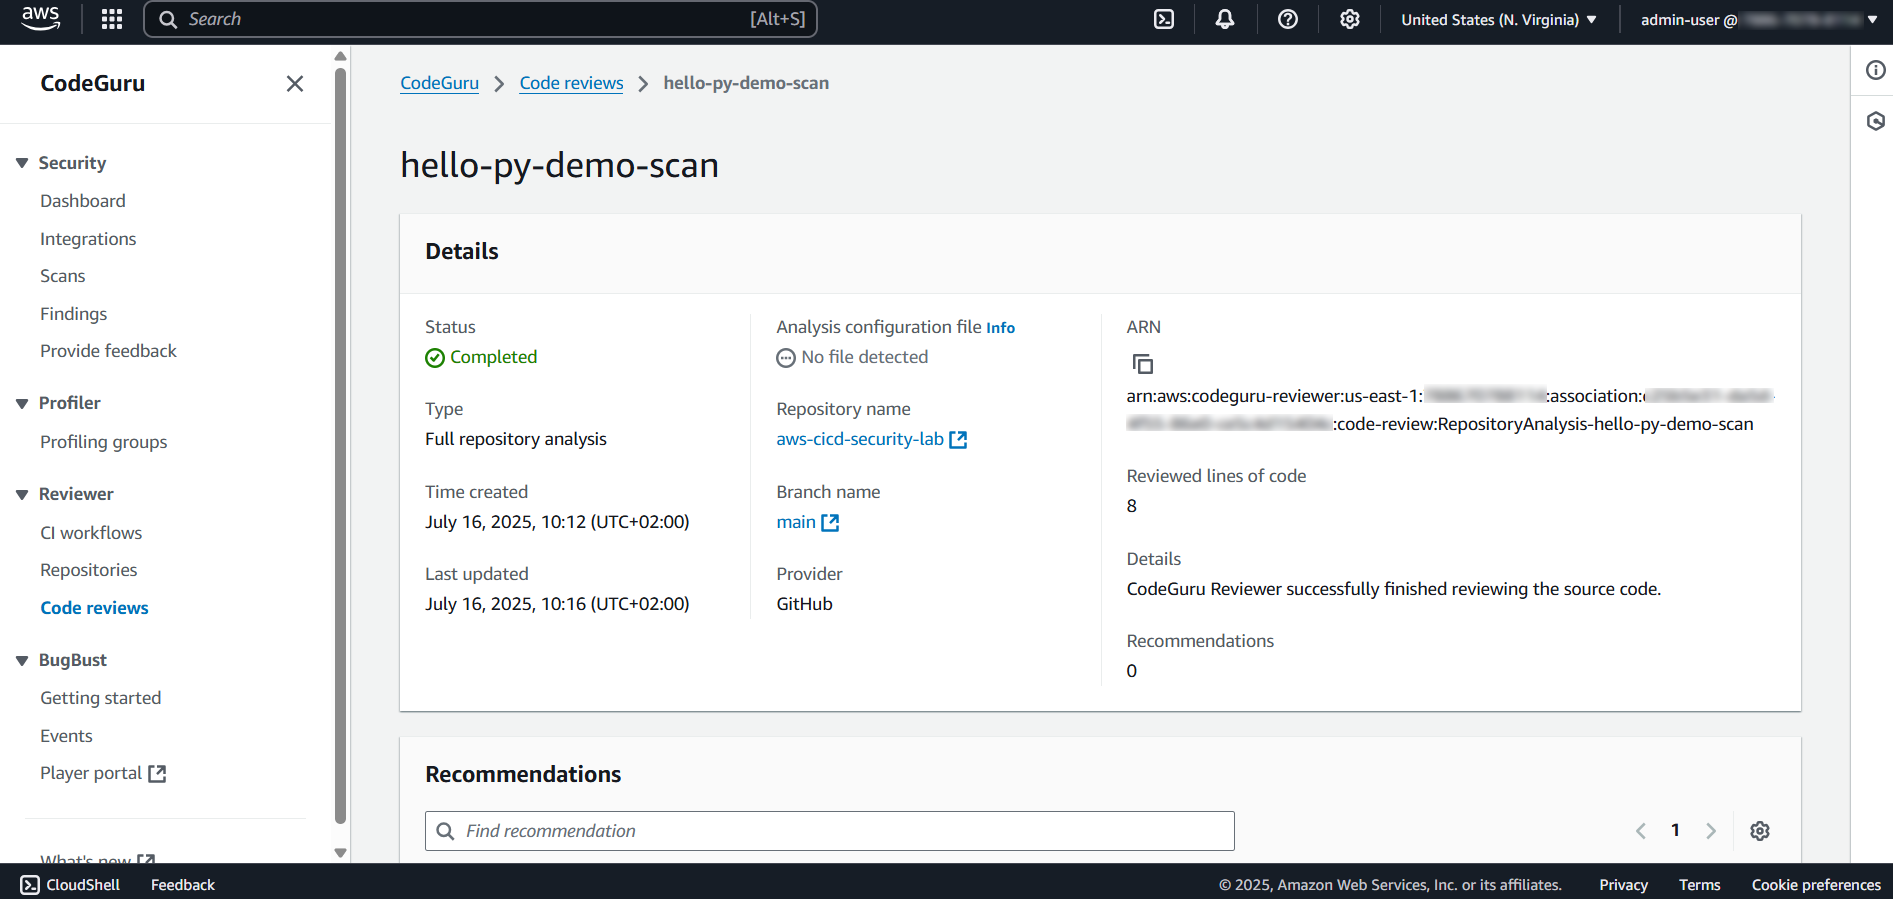 aws
Search
[Alt+S]
United States (N. Virginia)
admin-user @
CodeGuru
Security
Dashboard
Integrations
Scans
Findings
Provide feedback
Profiler
Profiling groups
Reviewer
CI workflows
Repositories
Code reviews
BugBust
Getting started
Events
Player portal
What's new
CodeGuru
Code reviews
hello-py-demo-scan
hello-py-demo-scan
Details
Status
Completed
Type
Full repository analysis
Time created
July 16, 2025, 10:12 (UTC+02:00)
Last updated
July 16, 2025, 10:16 (UTC+02:00)
Analysis configuration file Info
No file detected
Repository name
aws-cicd-security-lab
Branch name
main
Provider
GitHub
ARN
arn:aws:codeguru-reviewer:us-east-1: :association:
:code-review:RepositoryAnalysis-hello-py-demo-scan
Reviewed lines of code
8
Details
CodeGuru Reviewer successfully finished reviewing the source code.
Recommendations
0
Recommendations
Find recommendation
1
CloudShell
Feedback
© 2025, Amazon Web Services, Inc. or its affiliates.
Privacy
Terms
Cookie preferences